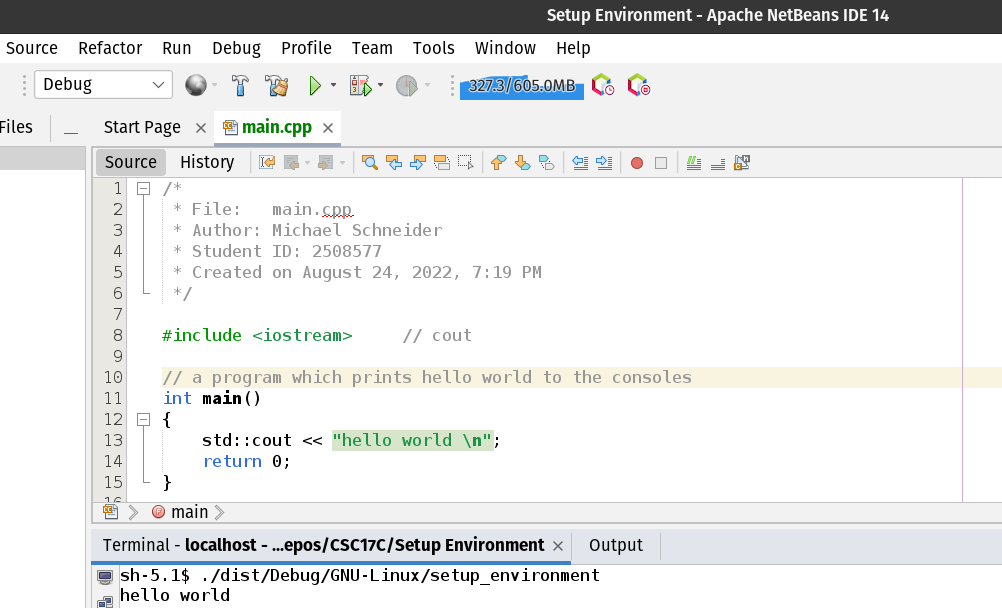 Setup Environment - Apache NetBeans IDE 14
Source Refactor Run Debug Profile Team Tools Window Help
Debug 327.3/605.0MB
Files Start Page main.cpp
Source History
1 /*
2 * File:   main.cpp
3 * Author: Michael Schneider
4 * Student ID: 2508577
5 * Created on August 24, 2022, 7:19 PM
6 */
7
8 #include <iostream>     // cout
9
10 // a program which prints hello world to the consoles
11 int main()
12 {
13     std::cout << "hello world \n";
14     return 0;
15 }
16
main
Terminal - localhost - ...epos/CSC17C/Setup Environment Output
sh-5.1$ ./dist/Debug/GNU-Linux/setup_environment
hello world